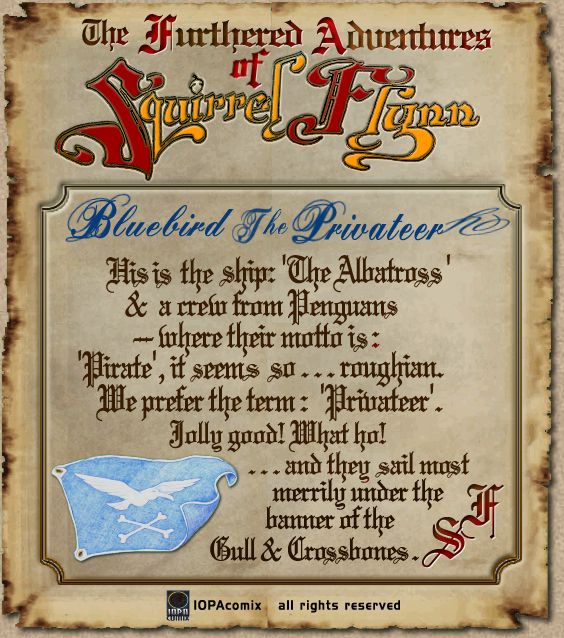 The Furthered Adventures
of
Squirrel Flynn
Bluebird The Privateer
His is the ship: 'The Albatross'
& a crew from Penguans
– where their motto is:
'Pirate', it seems so . . . roughian.
We prefer the term: 'Privateer'.
Jolly good! What ho!
. . . and they sail most
merrily under the
banner of the
Gull & Crossbones.
SF
IOPA
COMIX
IOPAcomix all rights reserved